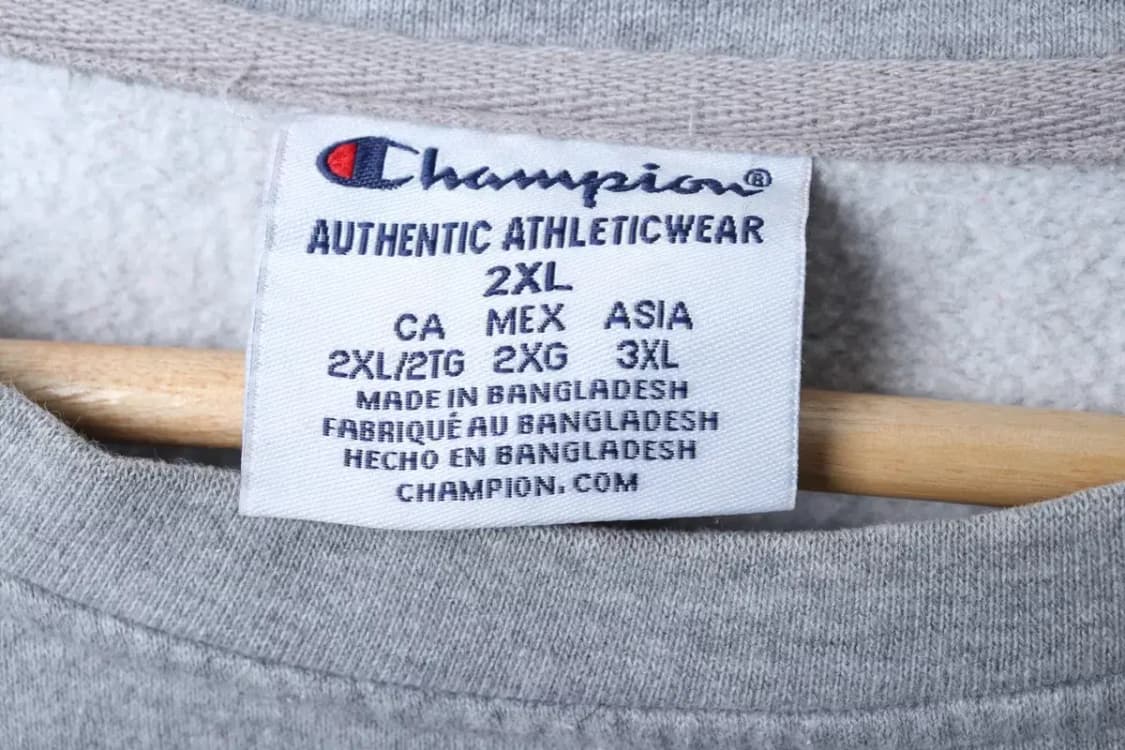 Champion®
AUTHENTIC ATHLETICWEAR
2XL
CA MEX ASIA
2XL/2TG 2XG 3XL
MADE IN BANGLADESH
FABRIQUÉ AU BANGLADESH
HECHO EN BANGLADESH
CHAMPION.COM